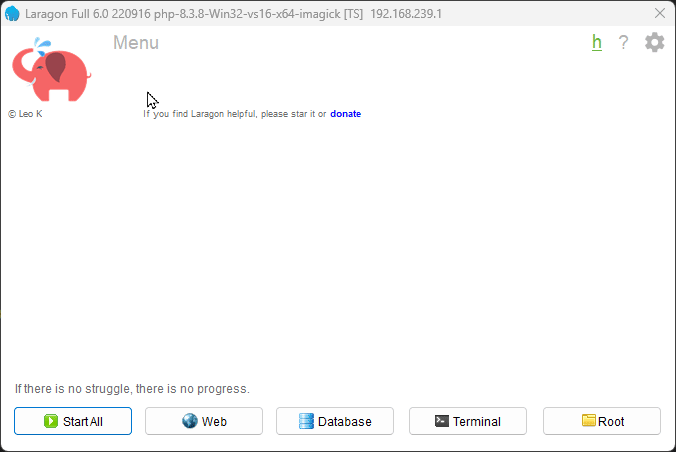 Laragon Full 6.0 220916 php-8.3.8-Win32-vs16-x64-imagick [TS]  192.168.239.1
Menu
h ?
© Leo K
If you find Laragon helpful, please star it or donate
If there is no struggle, there is no progress.
Start All
Web
Database
Terminal
Root